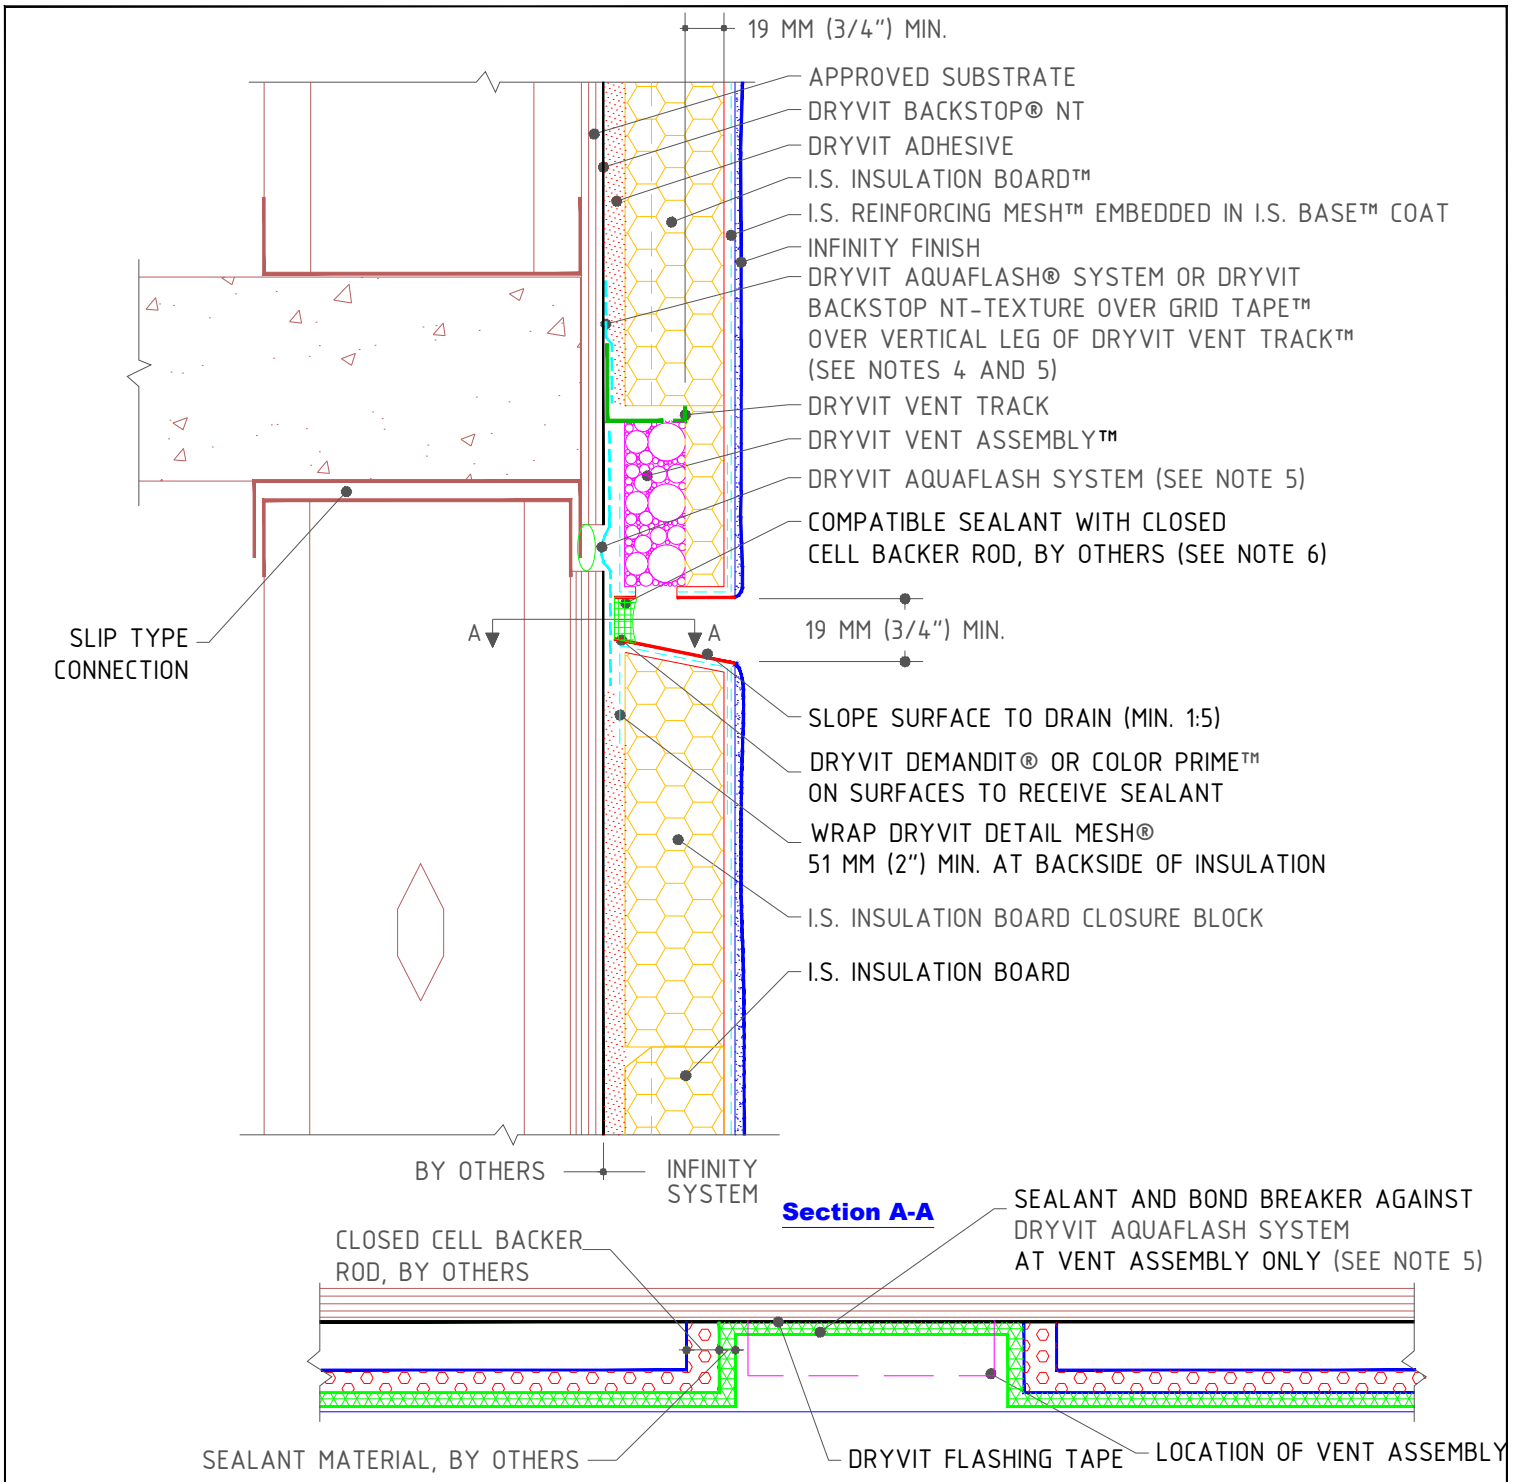 19 MM (3/4") MIN.
APPROVED SUBSTRATE
DRYVIT BACKSTOP® NT
DRYVIT ADHESIVE
I.S. INSULATION BOARD™
I.S. REINFORCING MESH™ EMBEDDED IN I.S. BASE™ COAT
INFINITY FINISH
DRYVIT AQUAFLASH® SYSTEM OR DRYVIT
BACKSTOP NT-TEXTURE OVER GRID TAPE™
OVER VERTICAL LEG OF DRYVIT VENT TRACK™
(SEE NOTES 4 AND 5)
DRYVIT VENT TRACK
DRYVIT VENT ASSEMBLY™
DRYVIT AQUAFLASH SYSTEM (SEE NOTE 5)
COMPATIBLE SEALANT WITH CLOSED
CELL BACKER ROD, BY OTHERS (SEE NOTE 6)
SLIP TYPE
CONNECTION
A
A
19 MM (3/4") MIN.
SLOPE SURFACE TO DRAIN (MIN. 1:5)
DRYVIT DEMANDIT® OR COLOR PRIME™
ON SURFACES TO RECEIVE SEALANT
WRAP DRYVIT DETAIL MESH®
51 MM (2") MIN. AT BACKSIDE OF INSULATION
I.S. INSULATION BOARD CLOSURE BLOCK
I.S. INSULATION BOARD
BY OTHERS
INFINITY
SYSTEM
Section A-A
SEALANT AND BOND BREAKER AGAINST
DRYVIT AQUAFLASH SYSTEM
AT VENT ASSEMBLY ONLY (SEE NOTE 5)
CLOSED CELL BACKER
ROD, BY OTHERS
SEALANT MATERIAL, BY OTHERS
DRYVIT FLASHING TAPE
LOCATION OF VENT ASSEMBLY